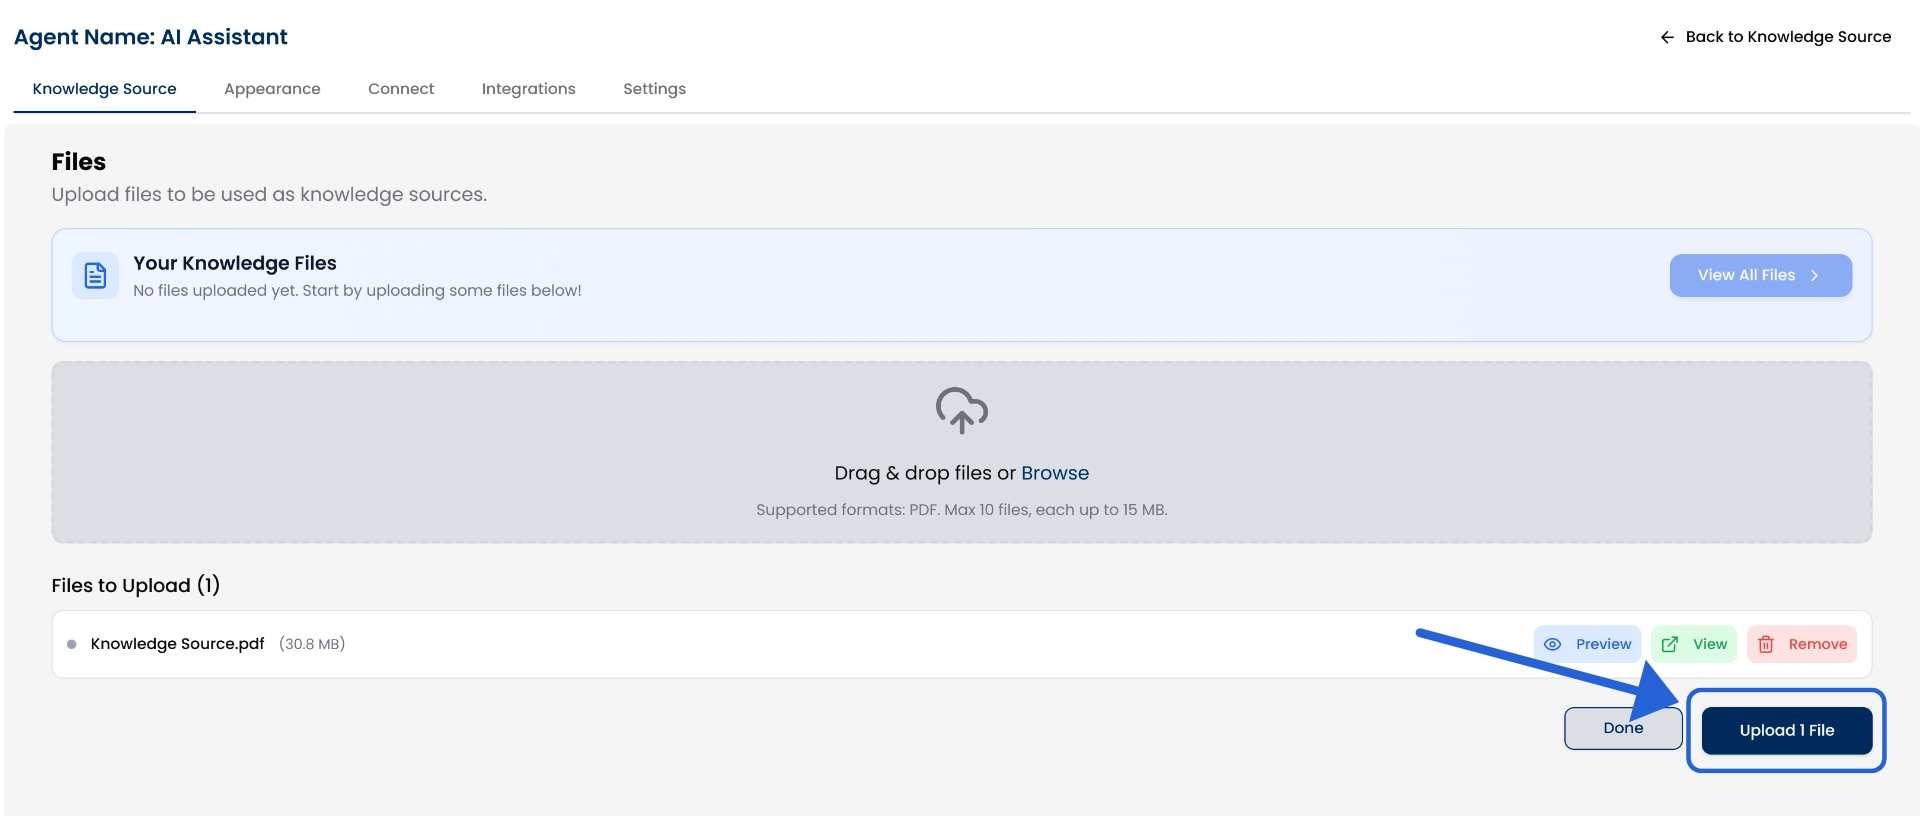 Agent Name: AI Assistant
Back to Knowledge Source
Knowledge Source
Appearance
Connect
Integrations
Settings
Files
Upload files to be used as knowledge sources.
Your Knowledge Files
No files uploaded yet. Start by uploading some files below!
View All Files
Drag & drop files or Browse
Supported formats: PDF. Max 10 files, each up to 15 MB.
Files to Upload (1)
Knowledge Source.pdf (30.8 MB)
Preview
View
Remove
Done
Upload 1 File